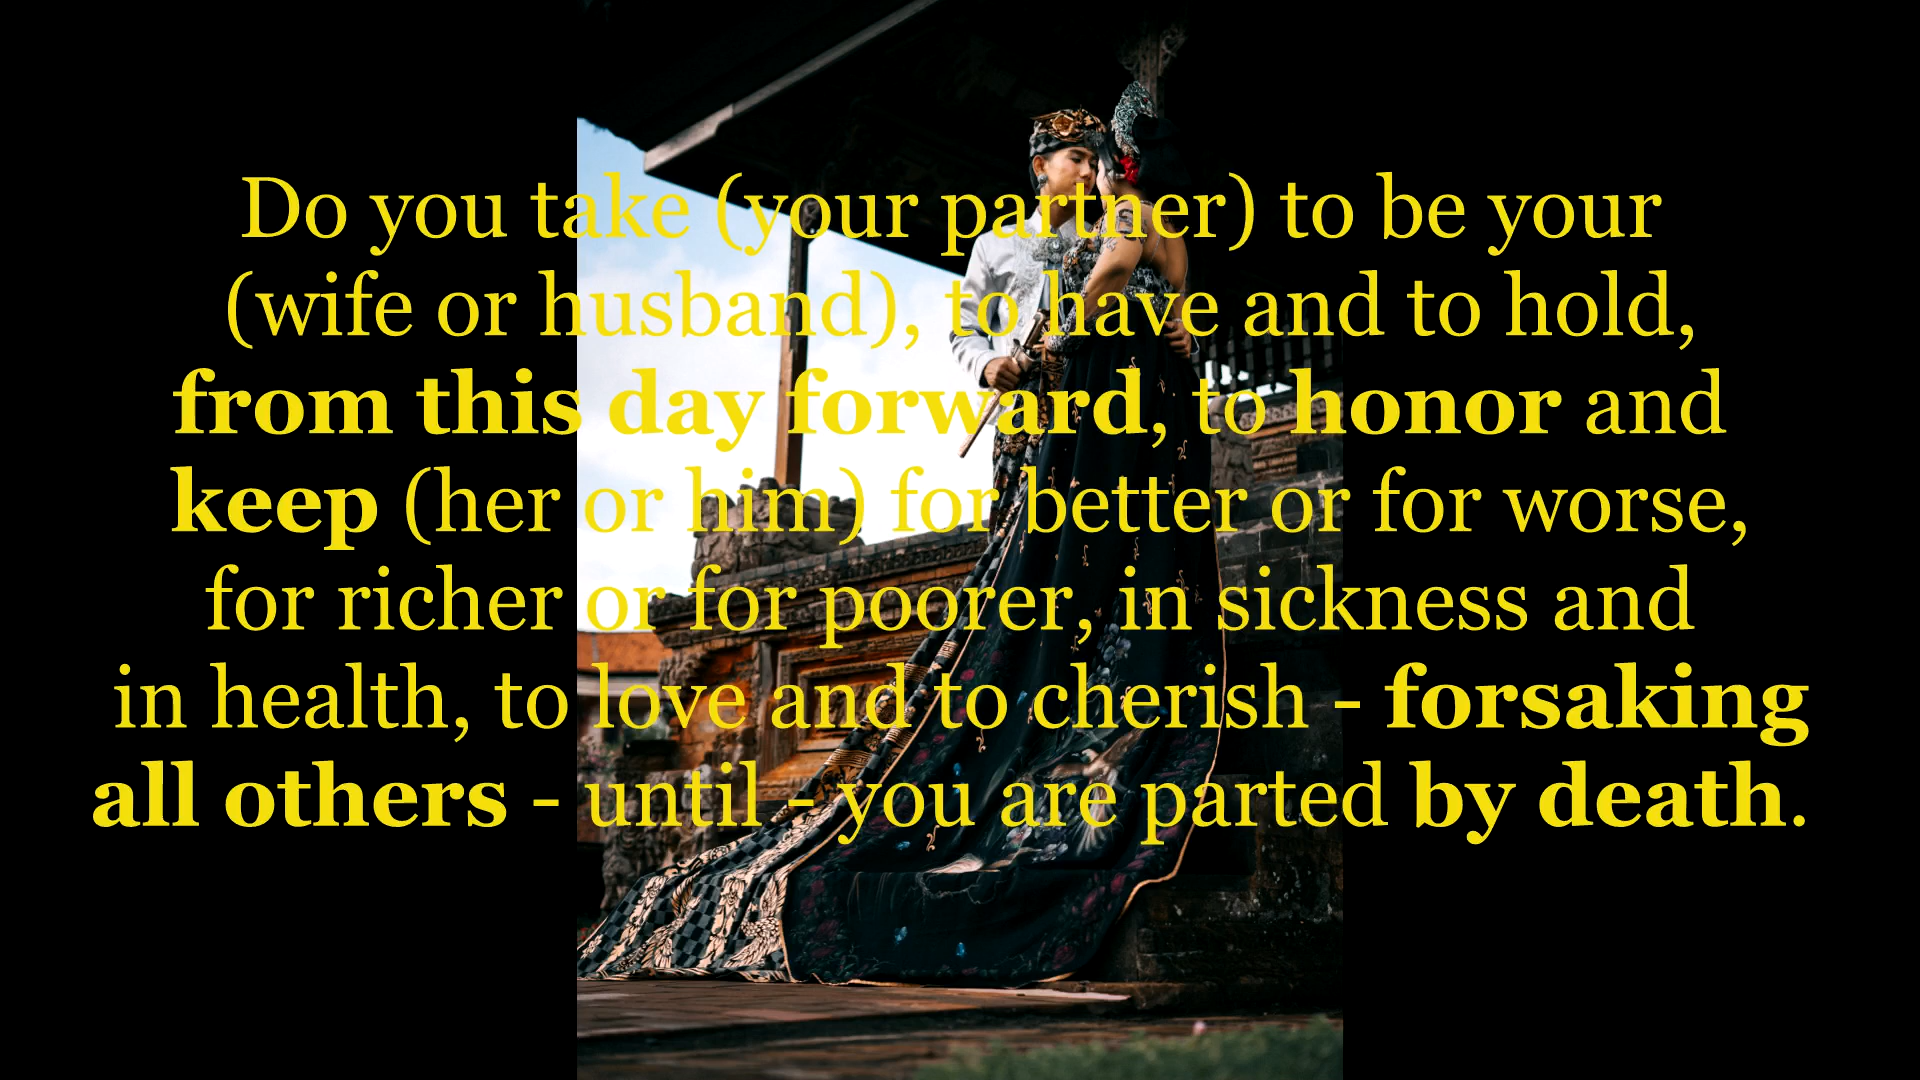 Do you take (your partner) to be your
(wife or husband), to have and to hold,
from this day forward, to honor and
keep (her or him) for better or for worse,
for richer or for poorer, in sickness and
in health, to love and to cherish - forsaking
all others - until - you are parted by death.